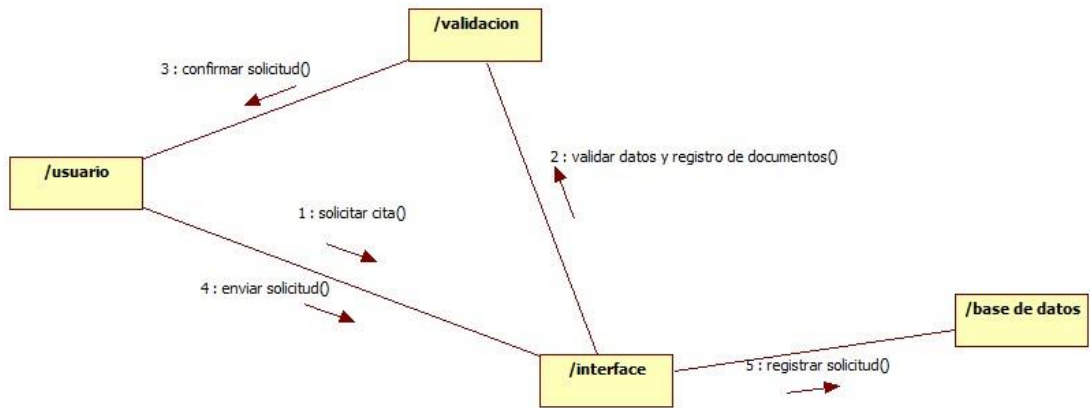 /validacion
3 : confirmar solicitud()
2 : validar datos y registro de documentos()
/usuario
1 : solicitar cita()
4 : enviar solicitud()
/base de datos
/interface
5 : registrar solicitud()